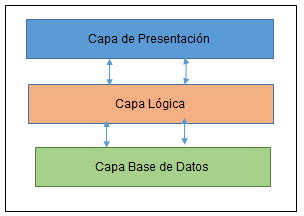 Capa de Presentación
Capa Lógica
Capa Base de Datos